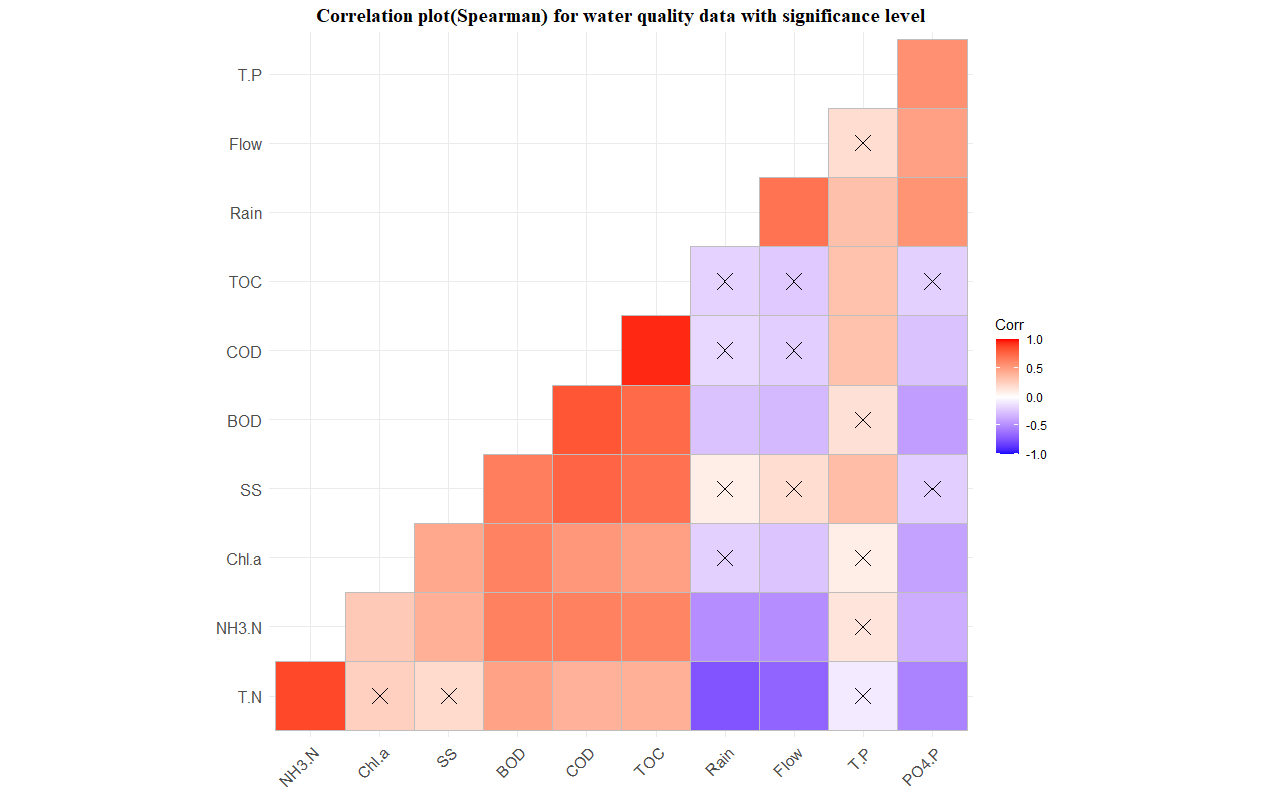 Correlation plot(Spearman) for water quality data with significance level
T.P
Flow
Rain
TOC
COD
BOD
SS
Chl.a
NH3.N
T.N
NH3.N
Chl.a
SS
BOD
COD
TOC
Rain
Flow
T.P
PO4.P
Corr
1.0
0.5
0.0
-0.5
-1.0